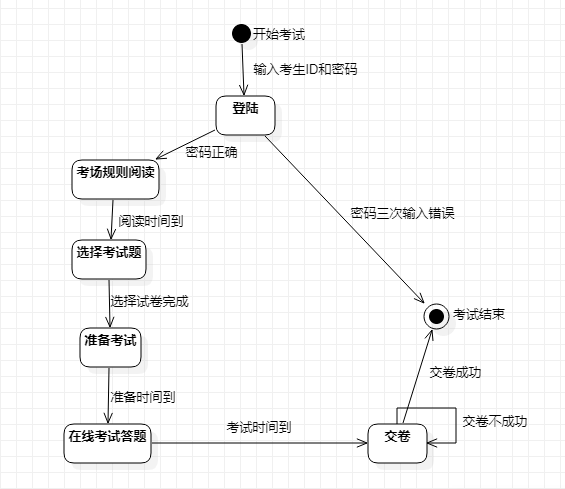 开始考试
输入考生ID和密码
登陆
密码正确
考场规则阅读
密码三次输入错误
阅读时间到
选择考试题
选择试卷完成
考试结束
准备考试
交卷成功
准备时间到
考试时间到
交卷不成功
在线考试答题
交卷